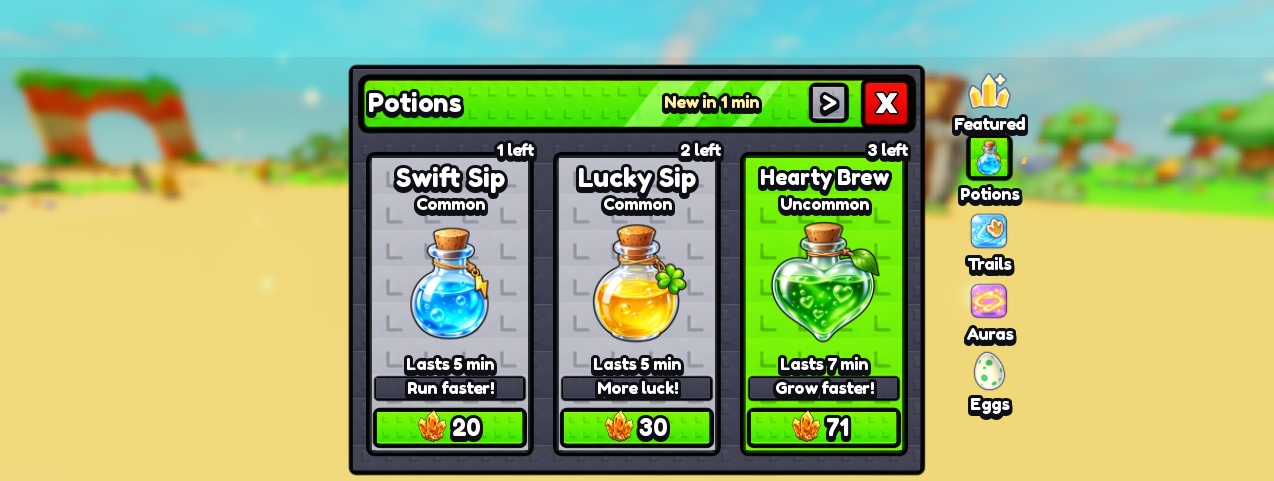 Potions
New in 1 min
>
X
1 left
Swift Sip
Common
Lasts 5 min
Run faster!
20
2 left
Lucky Sip
Common
Lasts 5 min
More luck!
30
3 left
Hearty Brew
Uncommon
Lasts 7 min
Grow faster!
71
Featured
Potions
Trails
Auras
Eggs